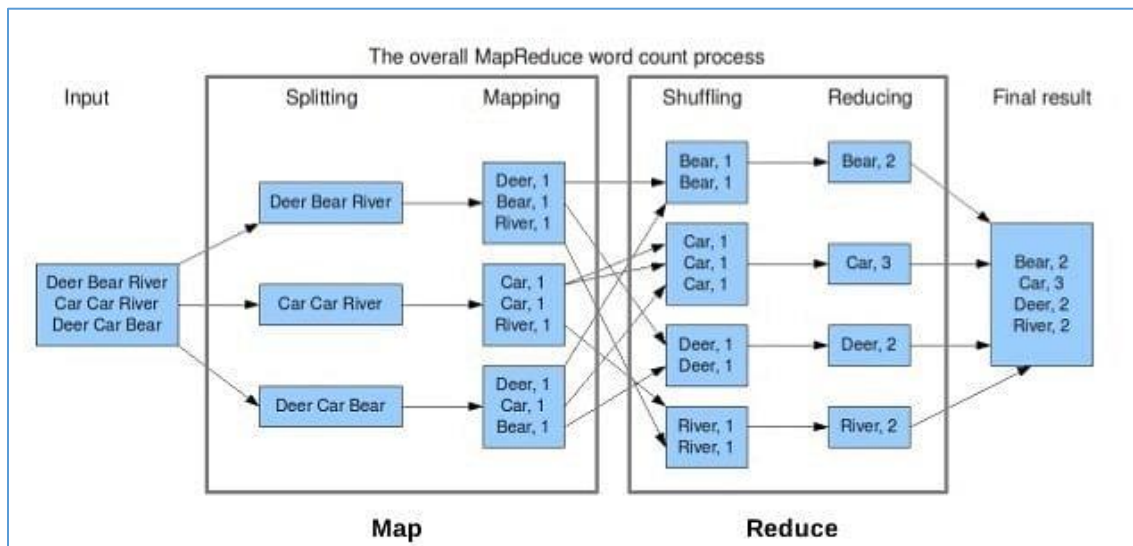 The overall MapReduce word count process
Input
Splitting
Mapping
Shuffling
Reducing
Final result
Deer Bear River
Car Car River
Deer Car Bear
Deer Bear River
Car Car River
Deer Car Bear
Deer, 1
Bear, 1
River, 1
Car, 1
Car, 1
River, 1
Deer, 1
Car, 1
Bear, 1
Bear, 1
Bear, 1
Car, 1
Car, 1
Car, 1
Deer, 1
Deer, 1
River, 1
River, 1
Bear, 2
Car, 3
Deer, 2
River, 2
Bear, 2
Car, 3
Deer, 2
River, 2
Map
Reduce